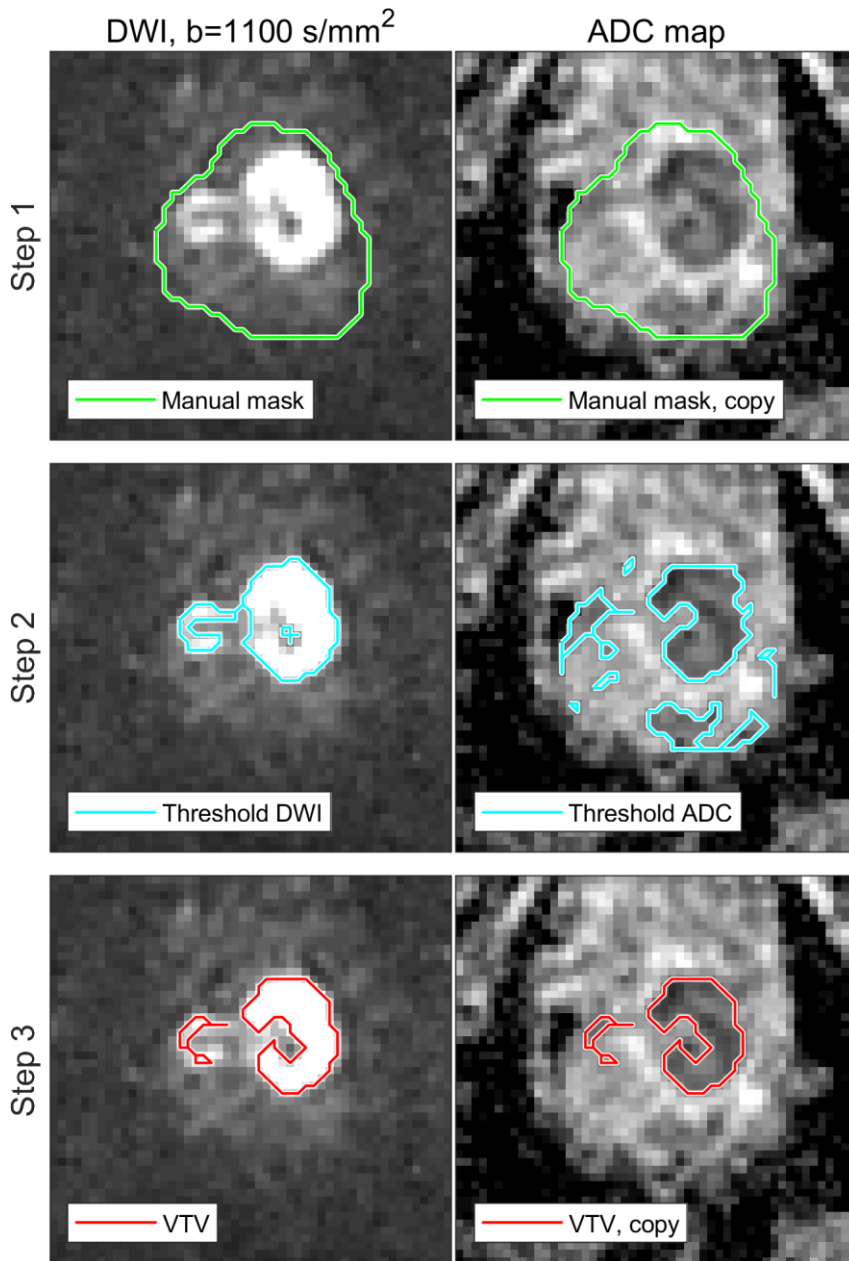 DWI, b=1100 s/mm²
ADC map
Step 1
Manual mask
Manual mask, copy
Step 2
Threshold DWI
Threshold ADC
Step 3
VTV
VTV, copy